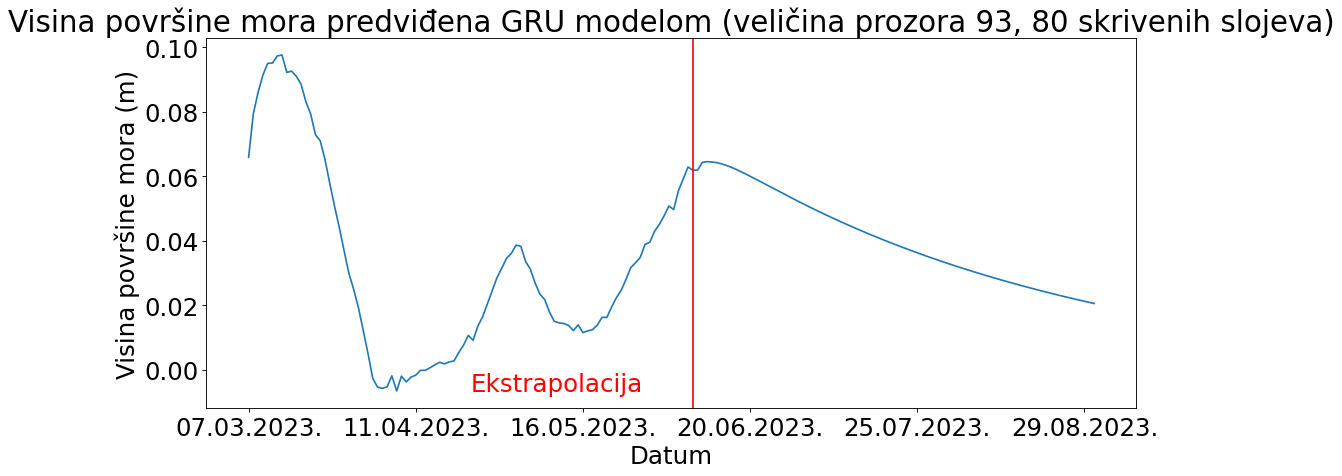 Visina površine mora predviđena GRU modelom (veličina prozora 93, 80 skrivenih slojeva)
Visina površine mora (m)
0.10
0.08
0.06
0.04
0.02
0.00
Ekstrapolacija
07.03.2023. 11.04.2023. 16.05.2023. 20.06.2023. 25.07.2023. 29.08.2023.
Datum